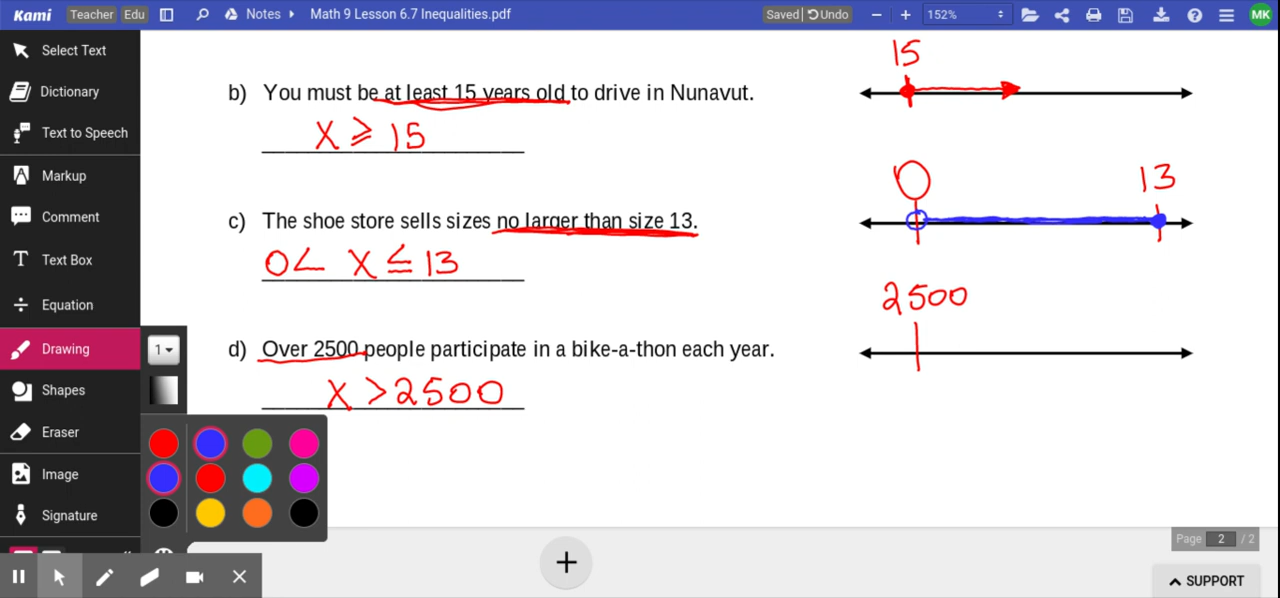 Kami Teacher Edu Notes Math 9 Lesson 6.7 Inequalities.pdf Saved Undo − + 152% MK
Select Text
Dictionary
Text to Speech
Markup
Comment
Text Box
Equation
Drawing
1
Shapes
Eraser
Image
Signature
15
b) You must be at least 15 years old to drive in Nunavut.
x ≥ 15
0 13
c) The shoe store sells sizes no larger than size 13.
0 < x ≤ 13
2500
d) Over 2500 people participate in a bike-a-thon each year.
x > 2500
Page 2 / 2
SUPPORT